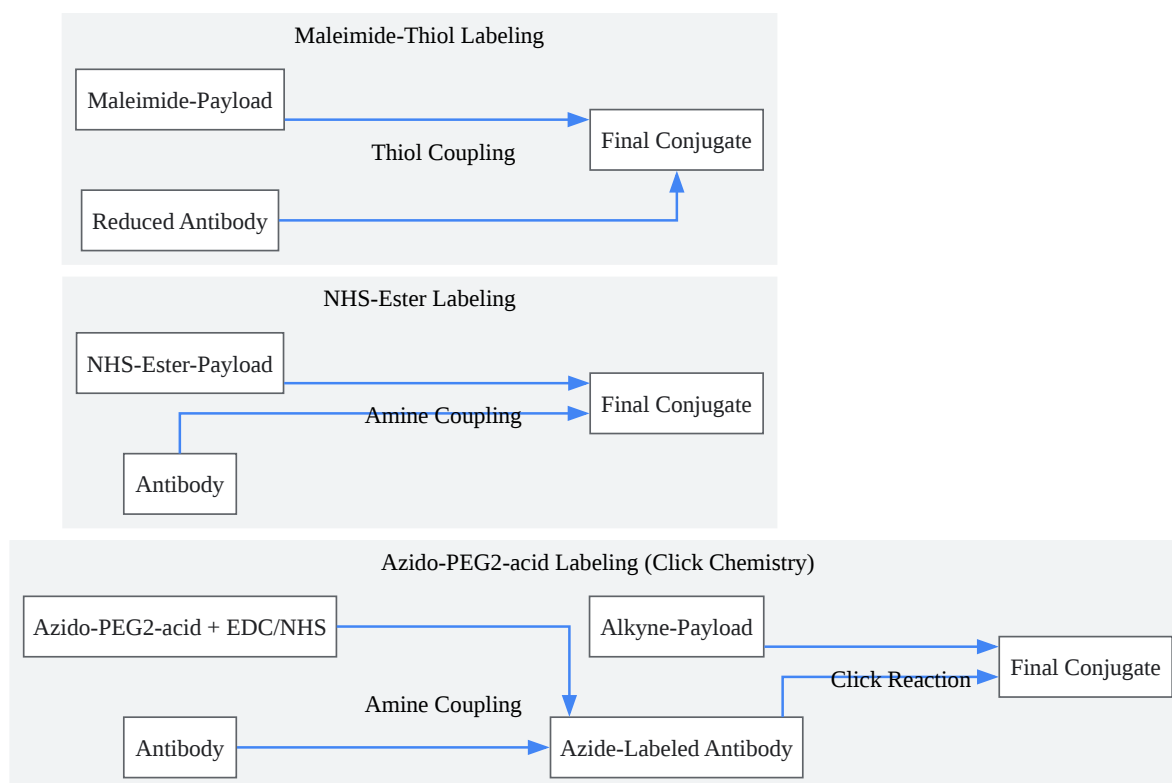 Maleimide-Thiol Labeling
Maleimide-Payload
Final Conjugate
Thiol Coupling
Reduced Antibody
NHS-Ester Labeling
NHS-Ester-Payload
Final Conjugate
Amine Coupling
Antibody
Azido-PEG2-acid Labeling (Click Chemistry)
Azido-PEG2-acid + EDC/NHS
Alkyne-Payload
Final Conjugate
Click Reaction
Amine Coupling
Antibody
Azide-Labeled Antibody